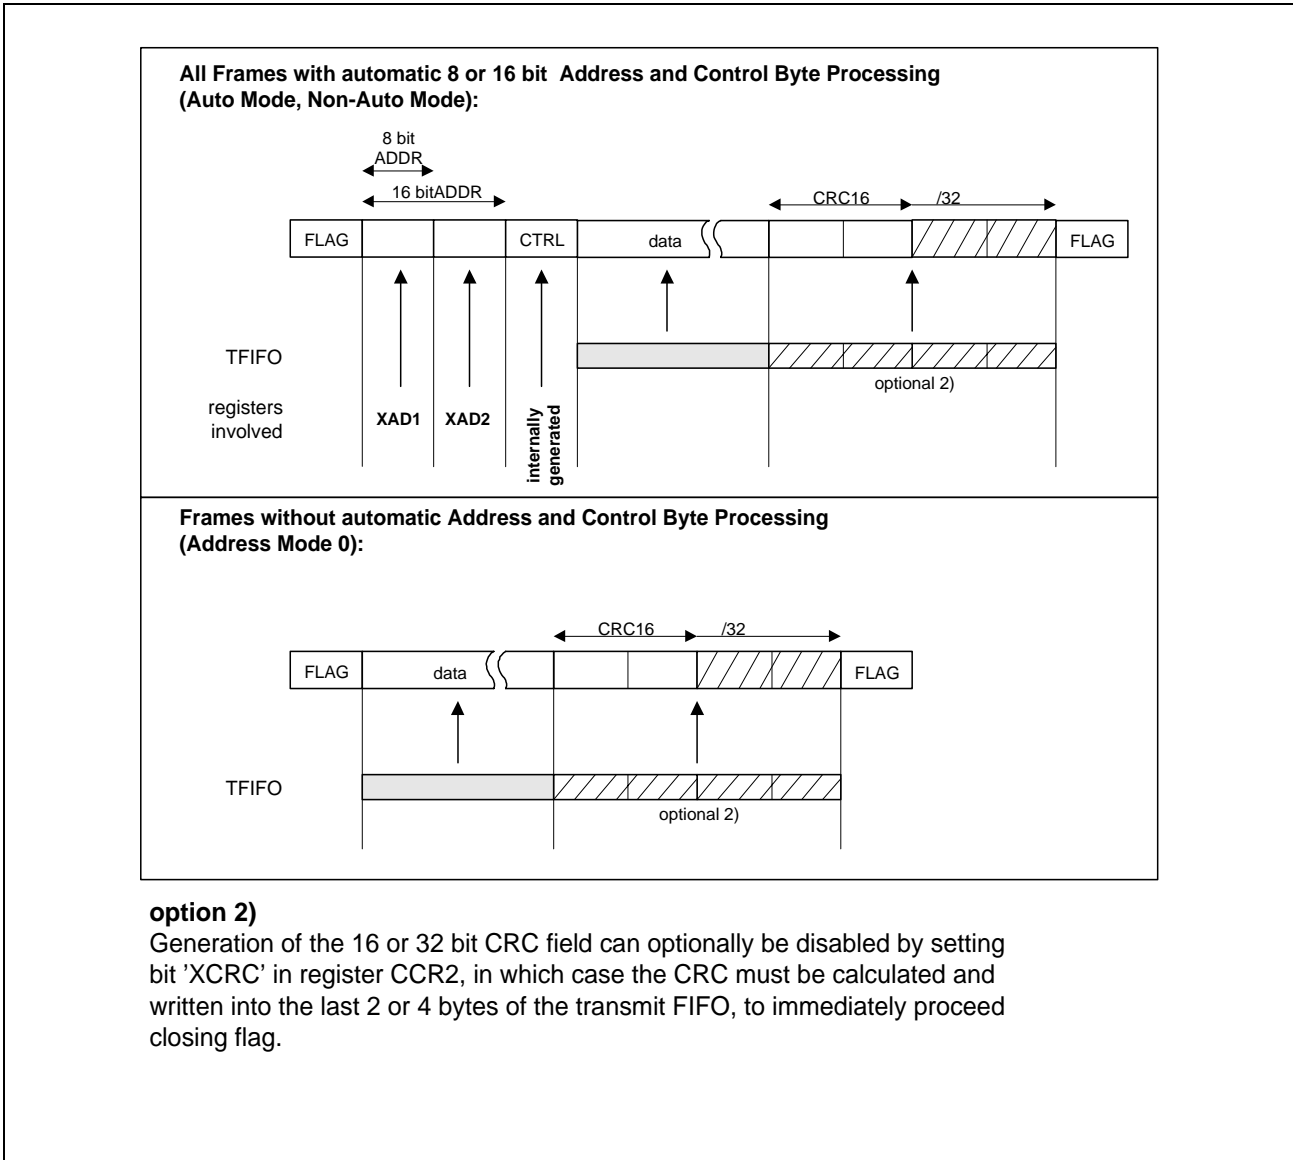 All Frames with automatic 8 or 16 bit Address and Control Byte Processing
(Auto Mode, Non-Auto Mode):
8 bit
ADDR
16 bitADDR
CRC16
/32
FLAG
CTRL
data
FLAG
TFIFO
optional 2)
registers
involved
XAD1
XAD2
internally
generated
Frames without automatic Address and Control Byte Processing
(Address Mode 0):
CRC16
/32
FLAG
data
FLAG
TFIFO
optional 2)
option 2)
Generation of the 16 or 32 bit CRC field can optionally be disabled by setting
bit ’XCRC’ in register CCR2, in which case the CRC must be calculated and
written into the last 2 or 4 bytes of the transmit FIFO, to immediately proceed
closing flag.